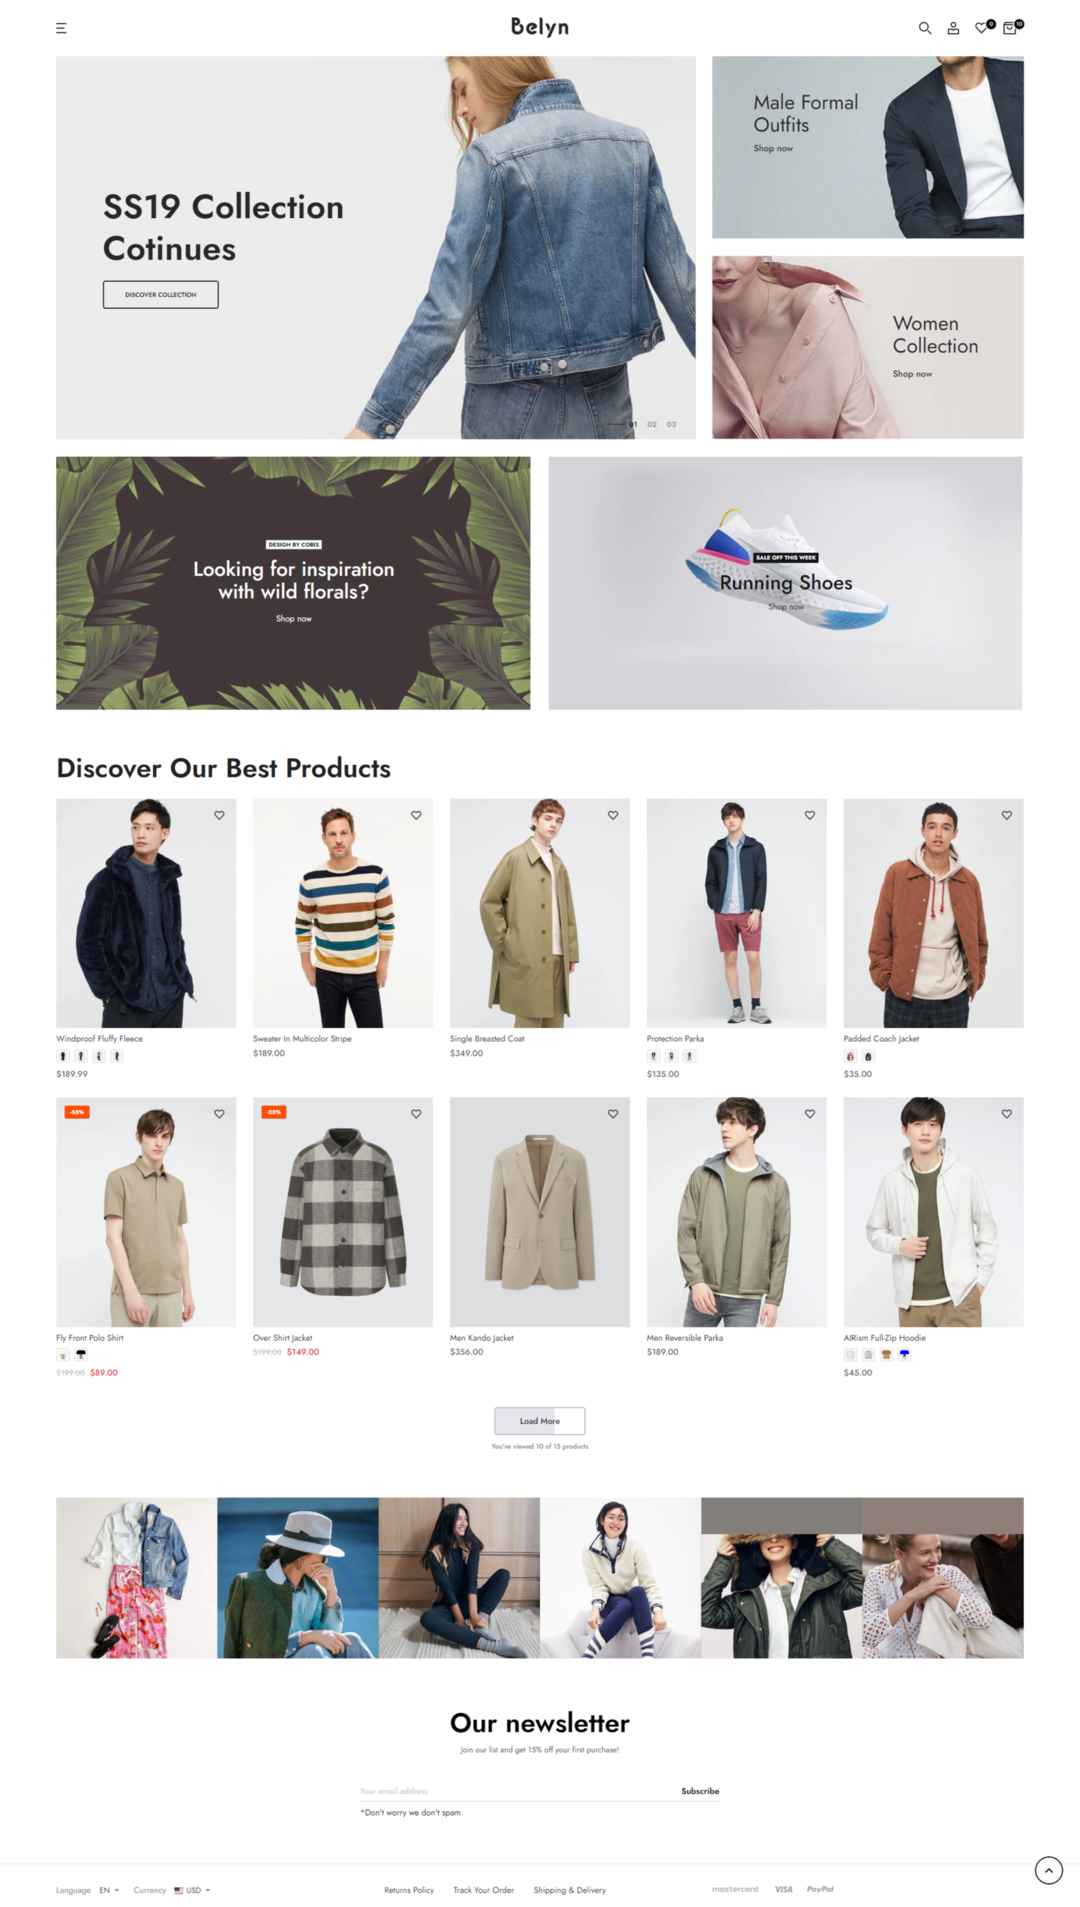 Belyn
0
10
SS19 Collection
Cotinues
DISCOVER COLLECTION
01 02 03
Male Formal
Outfits
Shop now
Women
Collection
Shop now
DESIGN BY COBIS
Looking for inspiration
with wild florals?
Shop now
SALE OFF THIS WEEK
Running Shoes
Shop now
Discover Our Best Products
Windproof Fluffy Fleece
$189.99
Sweater In Multicolor Stripe
$189.00
Single Breasted Coat
$349.00
Protection Parka
$135.00
Padded Coach Jacket
$35.00
-55%
Fly Front Polo Shirt
$199.00 $89.00
-25%
Over Shirt Jacket
$199.00 $149.00
Men Kando Jacket
$356.00
Men Reversible Parka
$189.00
AIRism Full-Zip Hoodie
$45.00
Load More
You've viewed 10 of 15 products
Our newsletter
Join our list and get 15% off your first purchase!
Your email address
Subscribe
*Don't worry we don't spam
Language EN Currency USD
Returns Policy Track Your Order Shipping & Delivery
mastercard VISA PayPal